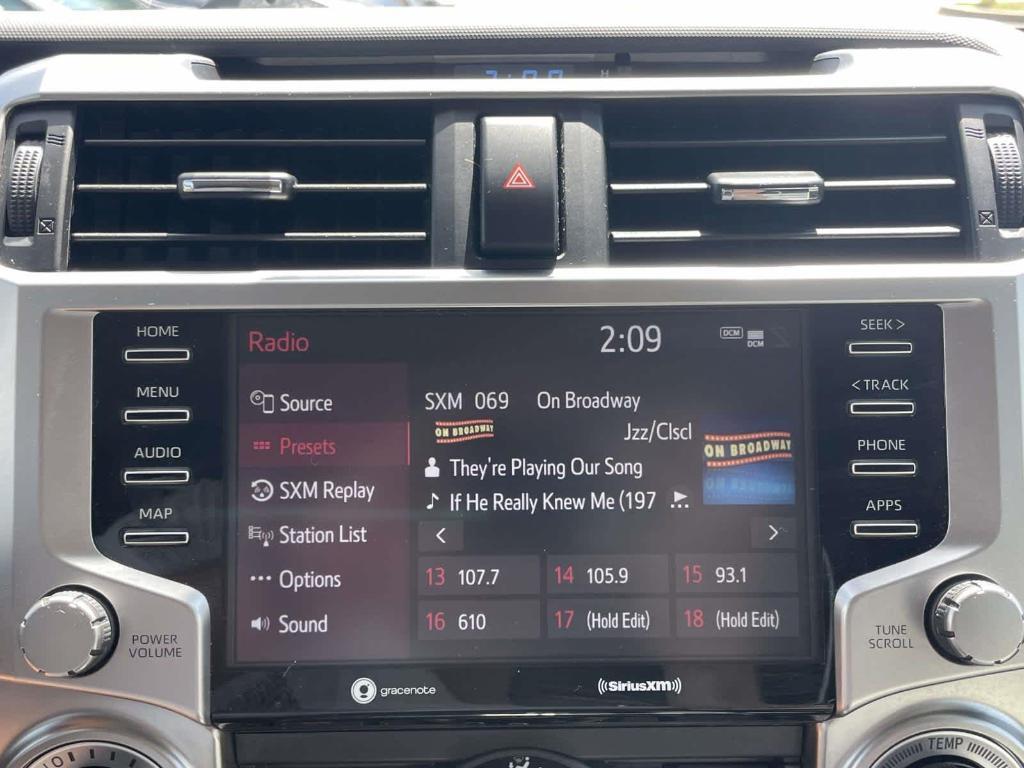 H
HOME
MENU
AUDIO
MAP
POWER
VOLUME
Radio
2:09
DCM
DCM
Source
Presets
SXM Replay
Station List
Options
Sound
SXM 069 On Broadway
ON BROADWAY
Jzz/Clscl
ON BROADWAY
They're Playing Our Song
If He Really Knew Me (197
<
>
13 107.7
14 105.9
15 93.1
16 610
17 (Hold Edit)
18 (Hold Edit)
SEEK >
< TRACK
PHONE
APPS
TUNE
SCROLL
gracenote
((SiriusXM))
TEMP